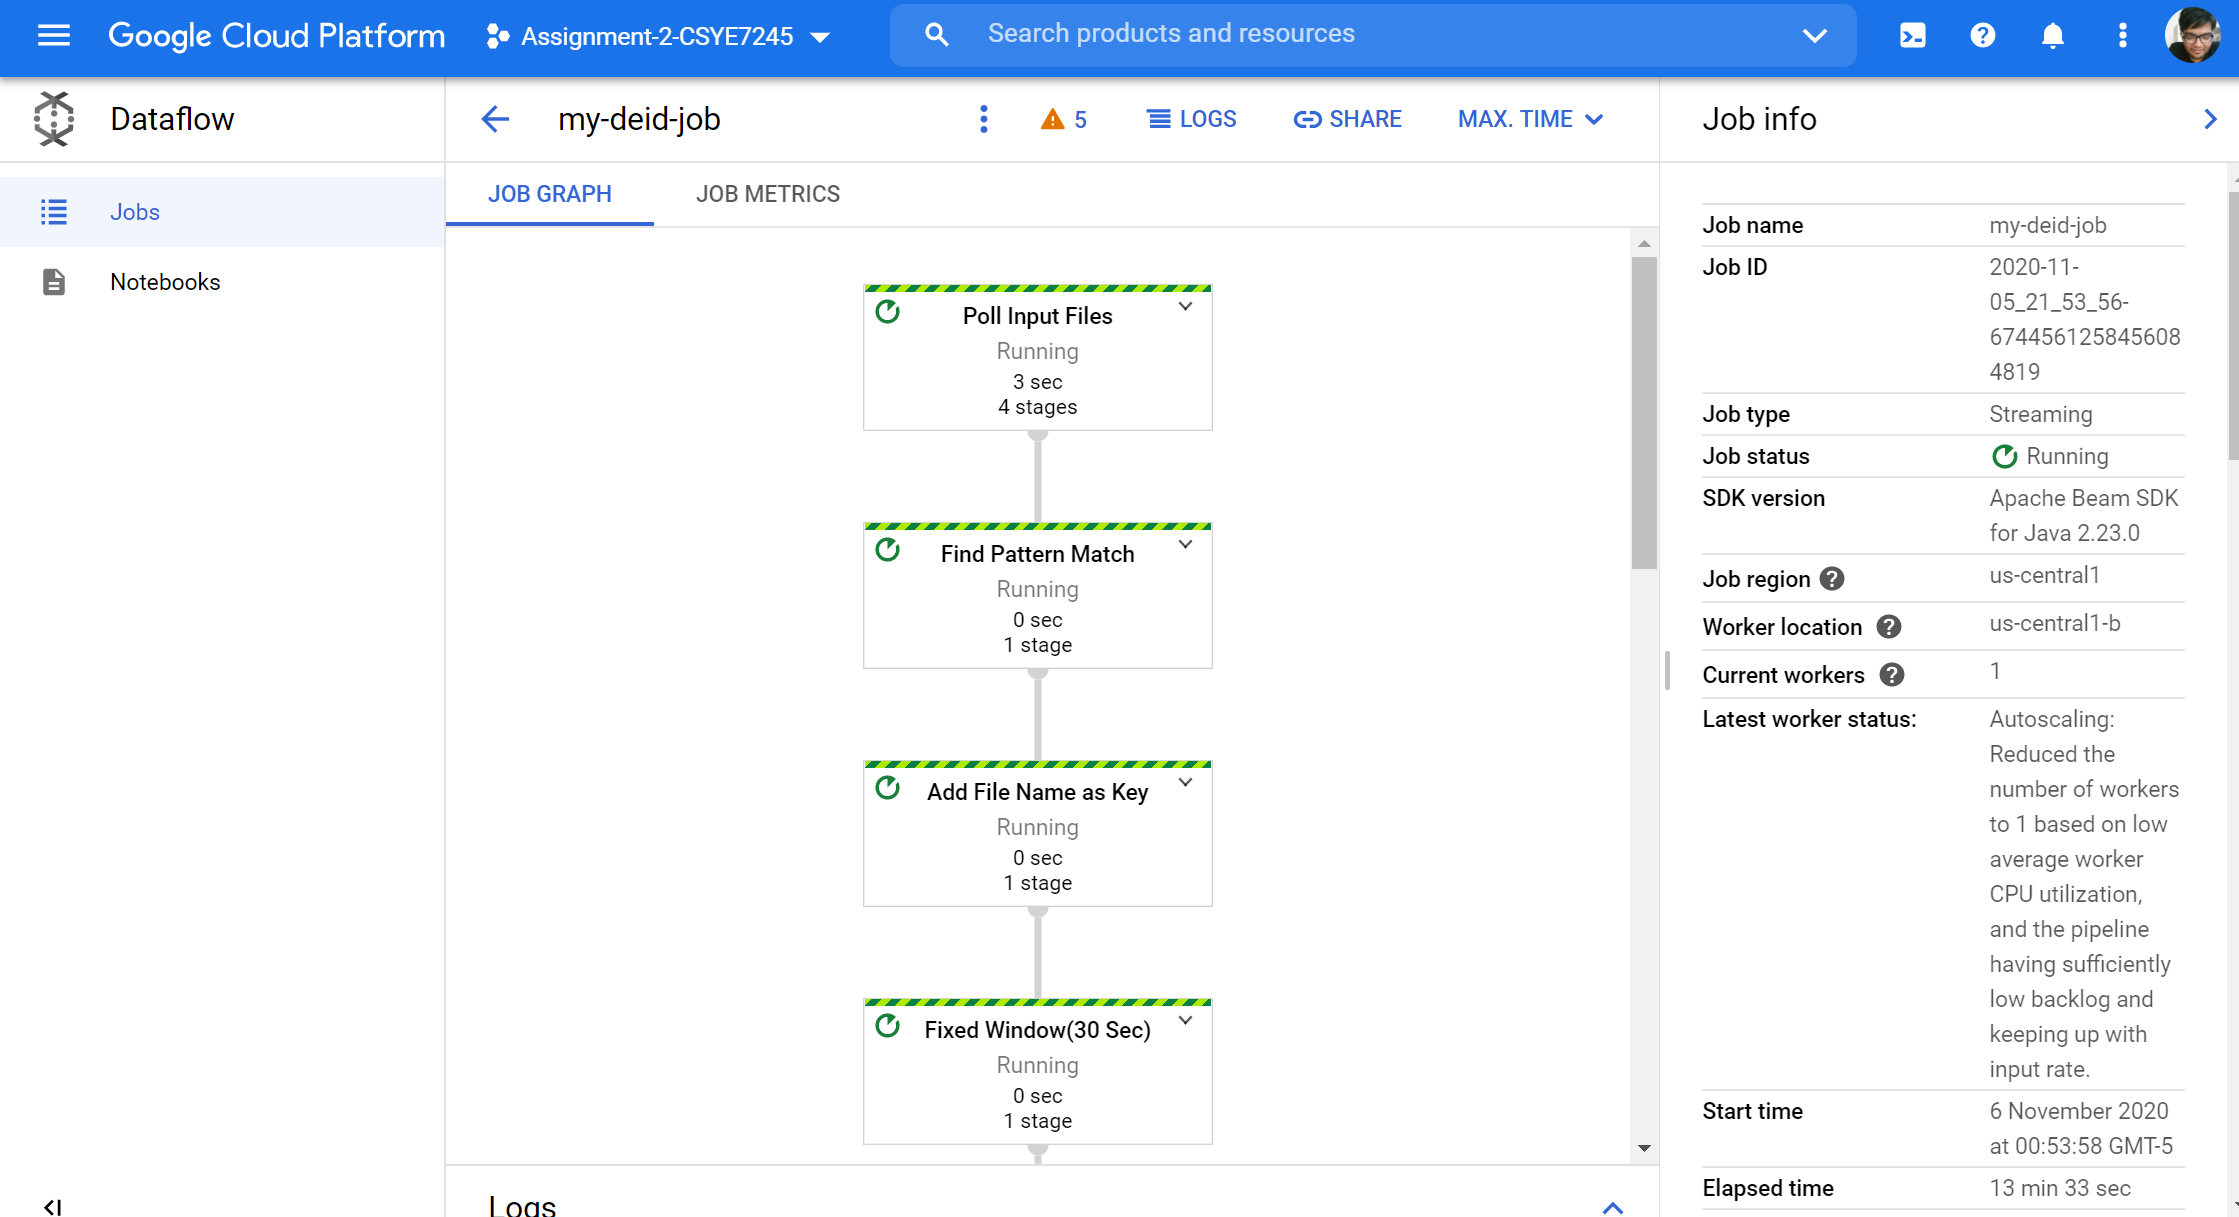 Google Cloud Platform
Assignment-2-CSYE7245
Search products and resources
Dataflow
Jobs
Notebooks
my-deid-job
5
LOGS
SHARE
MAX. TIME
JOB GRAPH
JOB METRICS
Poll Input Files
Running
3 sec
4 stages
Find Pattern Match
Running
0 sec
1 stage
Add File Name as Key
Running
0 sec
1 stage
Fixed Window(30 Sec)
Running
0 sec
1 stage
Logs
Job info
Job name
my-deid-job
Job ID
2020-11-
05_21_53_56-
674456125845608
4819
Job type
Streaming
Job status
Running
SDK version
Apache Beam SDK
for Java 2.23.0
Job region
us-central1
Worker location
us-central1-b
Current workers
1
Latest worker status:
Autoscaling:
Reduced the
number of workers
to 1 based on low
average worker
CPU utilization,
and the pipeline
having sufficiently
low backlog and
keeping up with
input rate.
Start time
6 November 2020
at 00:53:58 GMT-5
Elapsed time
13 min 33 sec